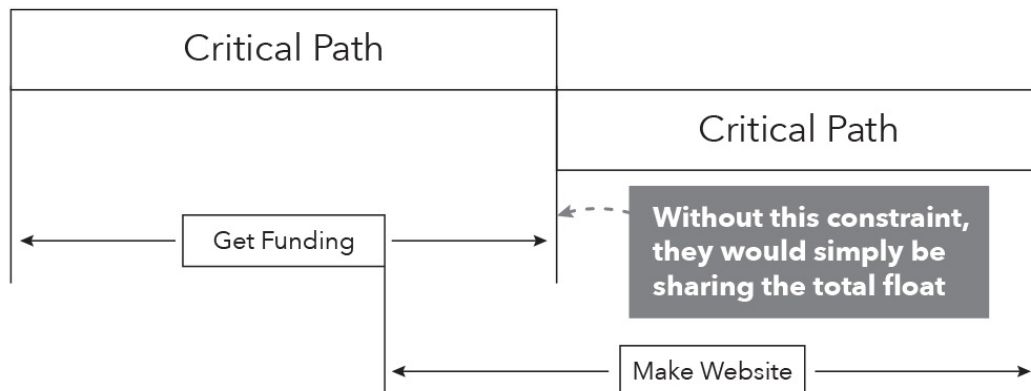 Critical Path
Critical Path
Without this constraint,
they would simply be
sharing the total float
Get Funding
Make Website